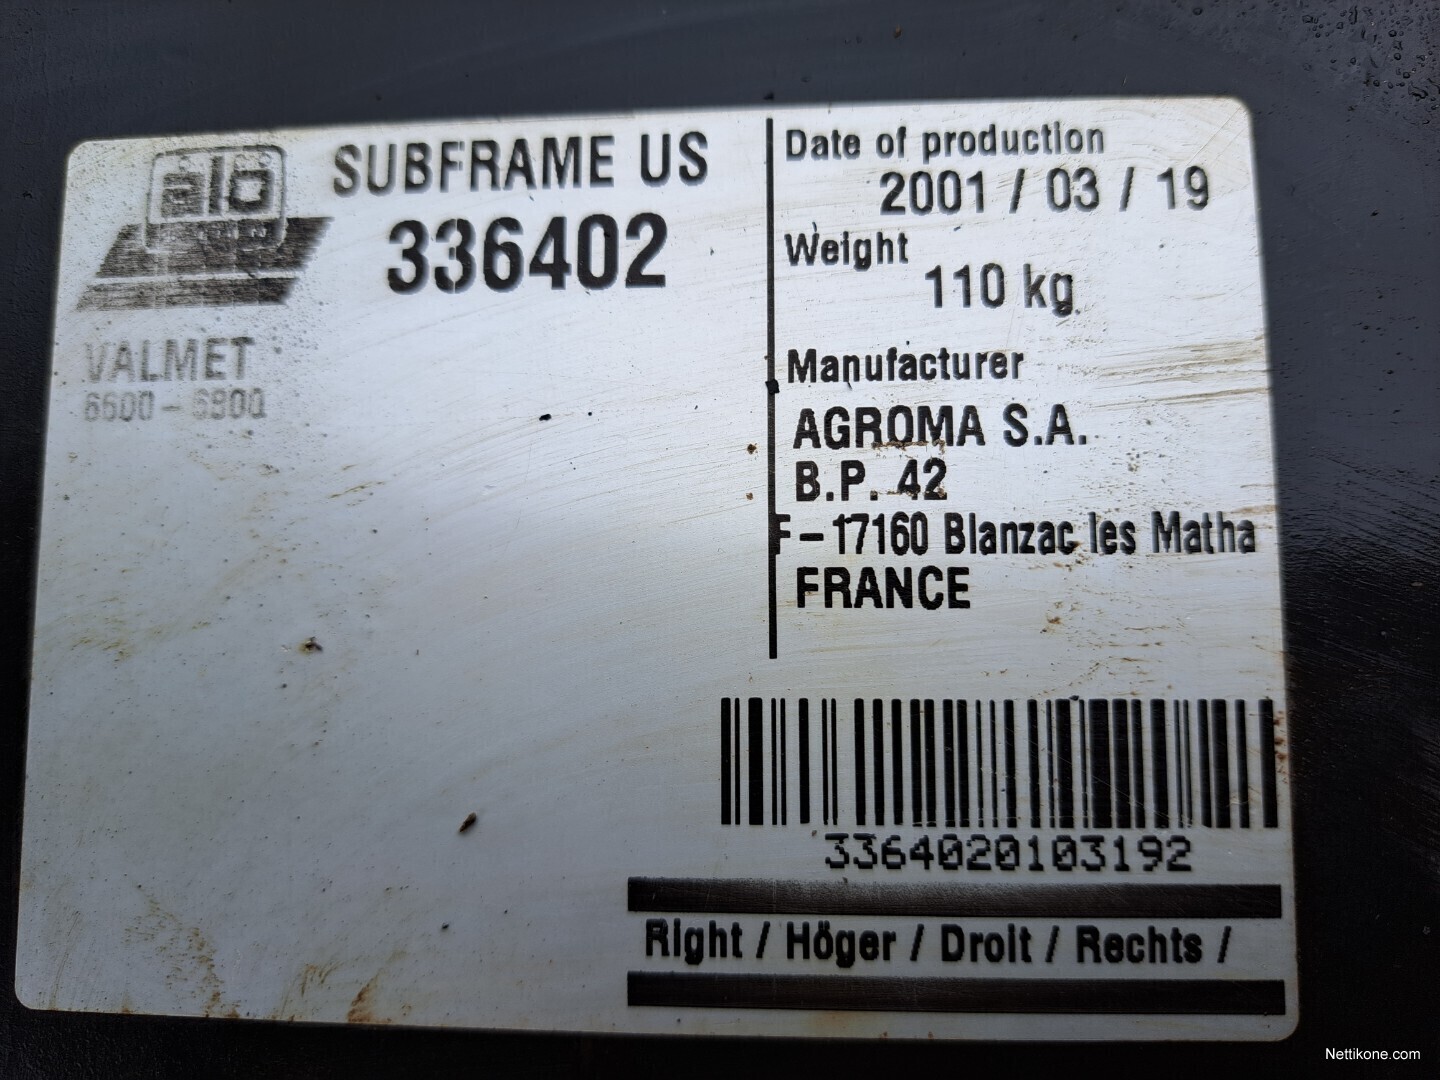 ålö
SUBFRAME US
336402
VALMET
6600 - 6900
Date of production
2001 / 03 / 19
Weight
110 kg
Manufacturer
AGROMA S.A.
B.P. 42
F-17160 Blanzac les Matha
FRANCE
3364020103192
Right / Höger / Droit / Rechts /
Nettikone.com